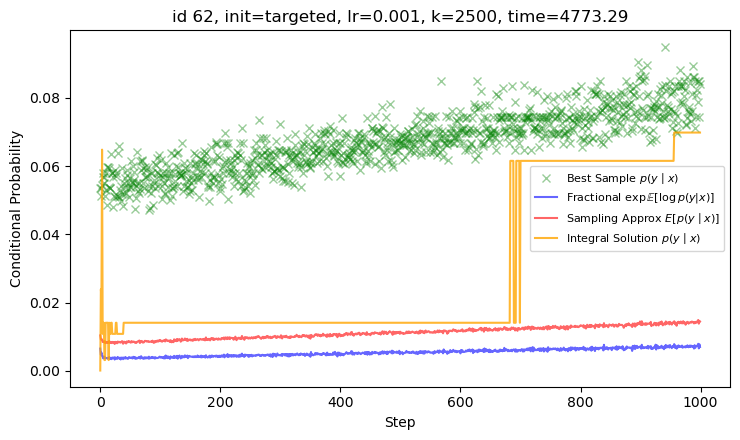 id 62, init=targeted, lr=0.001, k=2500, time=4773.29
Conditional Probability
0.08
0.06
0.04
0.02
0.00
Best Sample p(y | x)
Fractional exp𝔼[log p(y|x)]
Sampling Approx E[p(y | x)]
Integral Solution p(y | x)
0
200
400
600
800
1000
Step